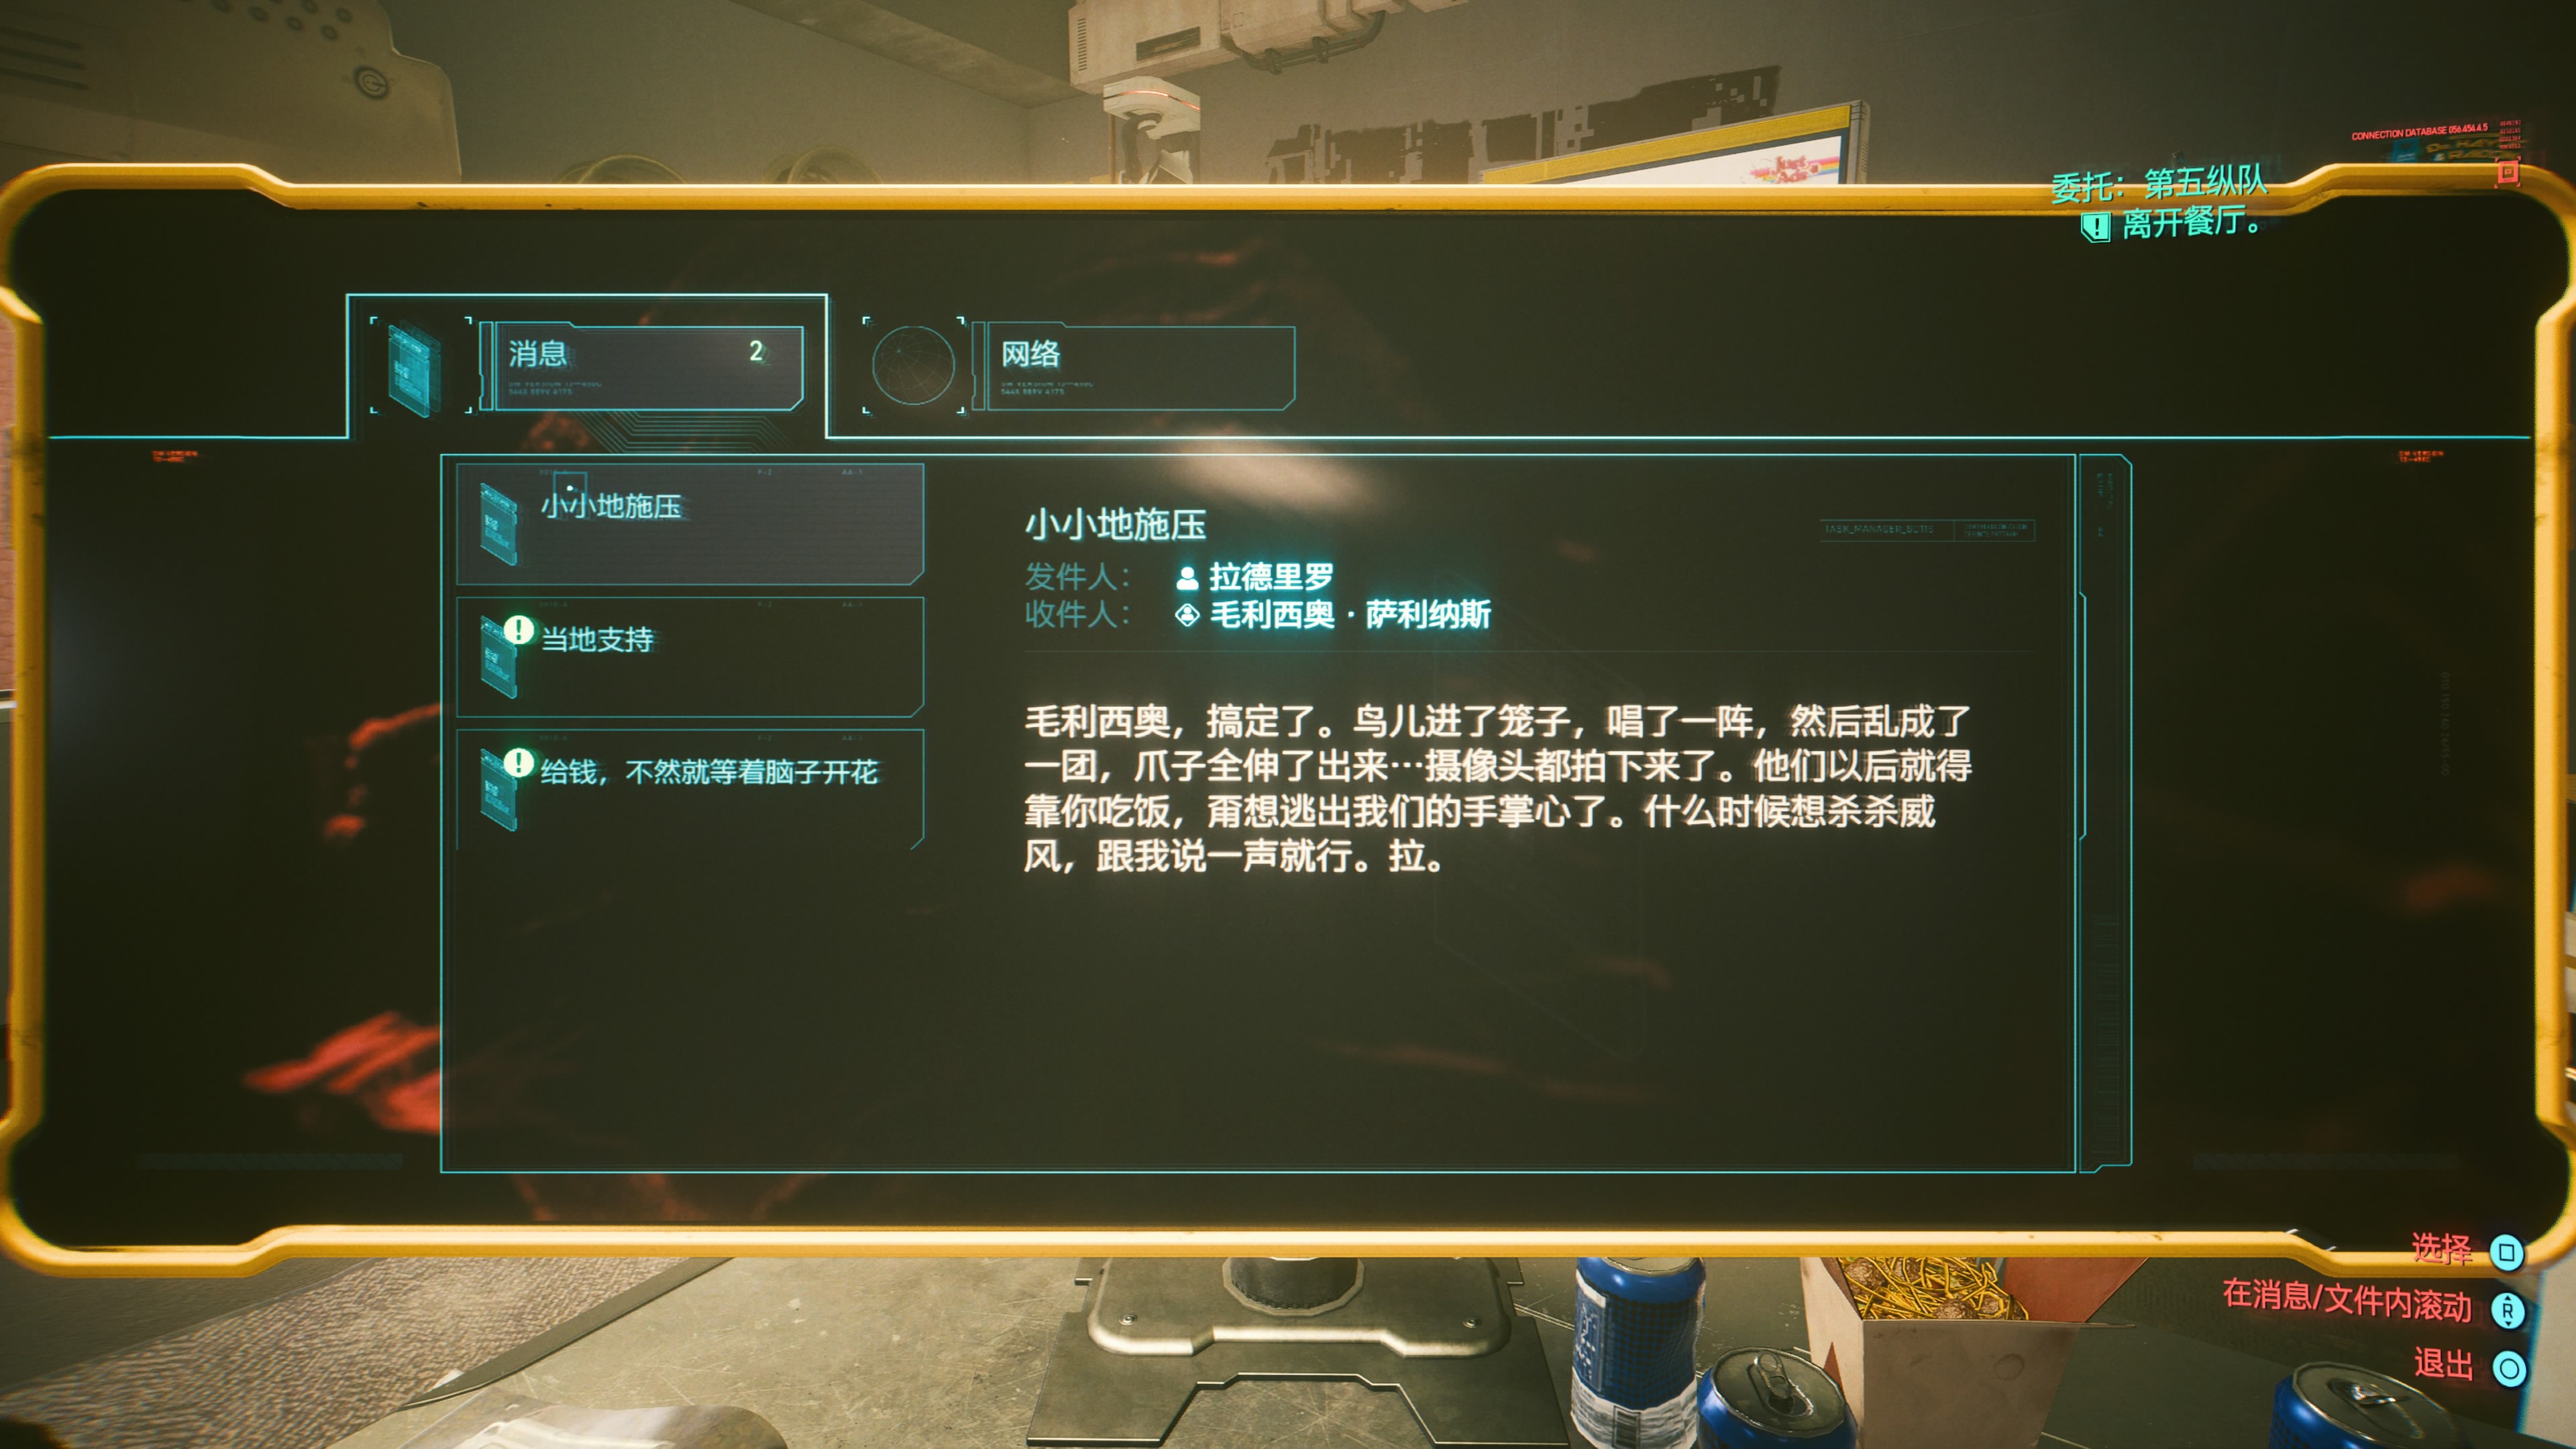 CONNECTION DATABASE 056.454.4.5
委托：第五纵队
离开餐厅。
消息 2
网络
小小地施压
当地支持
给钱，不然就等着脑子开花
小小地施压
TASK_MANAGER_SUTIE
发件人： 拉德里罗
收件人： 毛利西奥·萨利纳斯
毛利西奥，搞定了。鸟儿进了笼子，唱了一阵，然后乱成了
一团，爪子全伸了出来…摄像头都拍下来了。他们以后就得
靠你吃饭，甭想逃出我们的手掌心了。什么时候想杀杀威
风，跟我说一声就行。拉。
选择
在消息/文件内滚动 R
退出